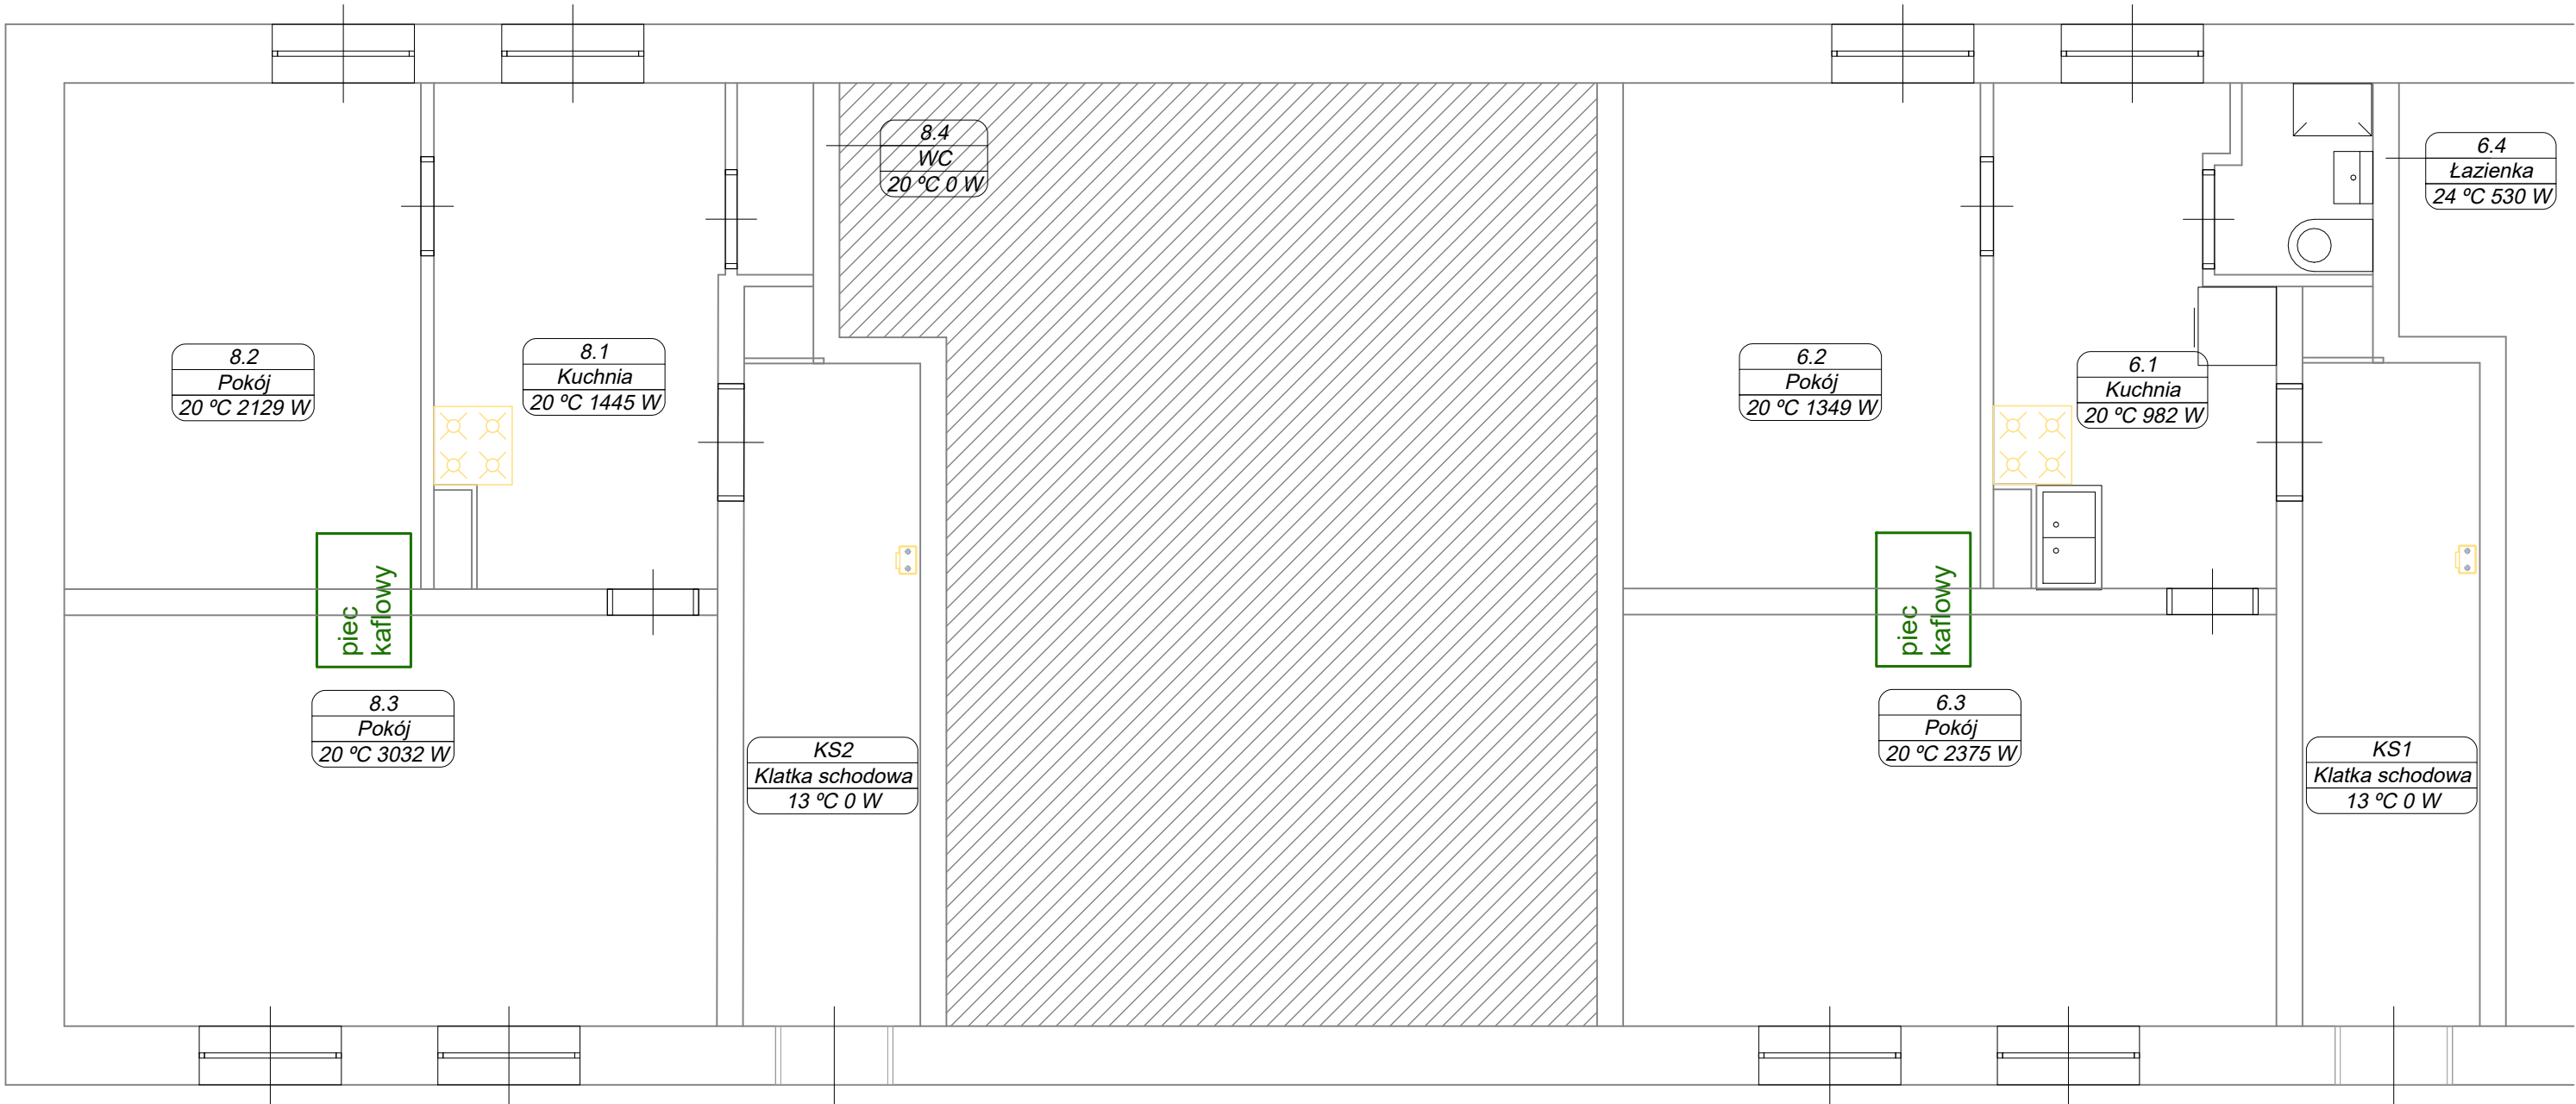 8.4
WC
20 ºC 0 W
6.4
Łazienka
24 ºC 530 W
8.2
Pokój
20 ºC 2129 W
8.1
Kuchnia
20 ºC 1445 W
6.2
Pokój
20 ºC 1349 W
6.1
Kuchnia
20 ºC 982 W
piec
kaflowy
piec
kaflowy
8.3
Pokój
20 ºC 3032 W
KS2
Klatka schodowa
13 ºC 0 W
6.3
Pokój
20 ºC 2375 W
KS1
Klatka schodowa
13 ºC 0 W